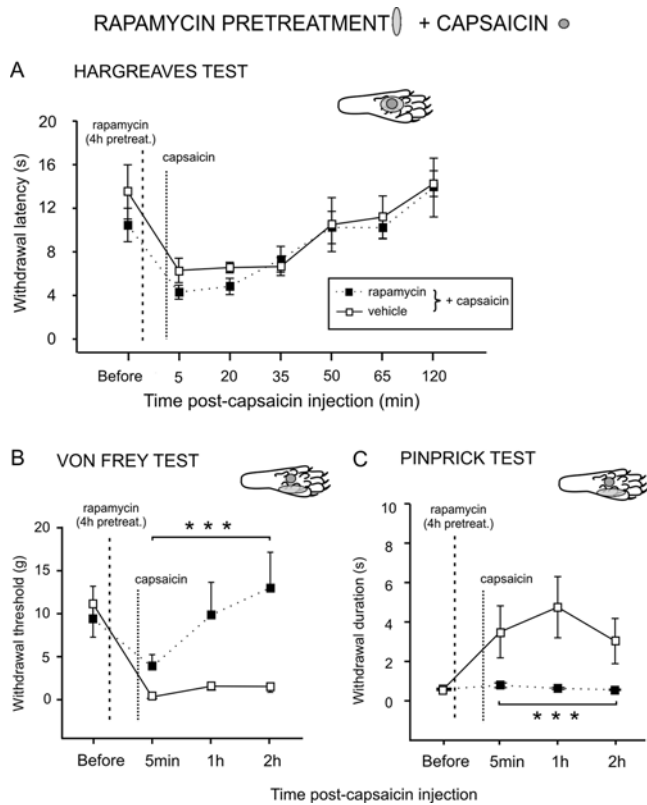 RAPAMYCIN PRETREATMENT + CAPSAICIN
A HARGREAVES TEST
rapamycin
(4h pretreat.)
capsaicin
Withdrawal latency (s)
20
16
12
8
4
0
rapamycin
vehicle
} + capsaicin
Before 5 20 35 50 65 120
Time post-capsaicin injection (min)
B VON FREY TEST
rapamycin
(4h pretreat.)
***
capsaicin
Withdrawal threshold (g)
20
15
10
5
0
Before 5min 1h 2h
C PINPRICK TEST
rapamycin
(4h pretreat.)
capsaicin
Withdrawal duration (s)
10
8
6
4
2
0
***
Before 5min 1h 2h
Time post-capsaicin injection